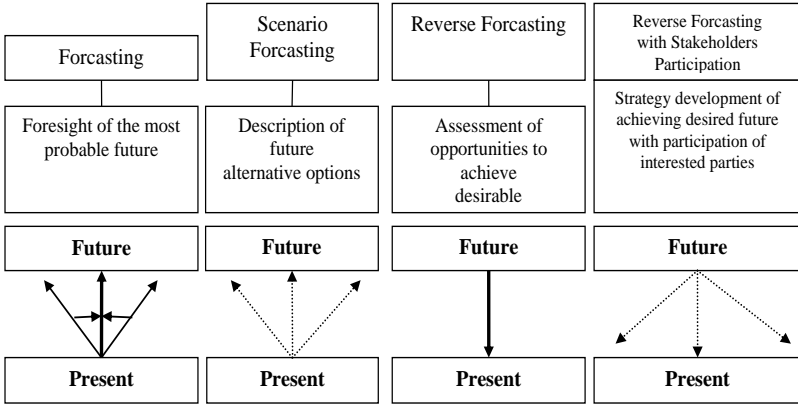 Forcasting
Scenario
Forcasting
Reverse Forcasting
Reverse Forcasting
with Stakeholders
Participation
Foresight of the most
probable future
Description of
future
alternative options
Assessment of
opportunities to
achieve
desirable
Strategy development of
achieving desired future
with participation of
interested parties
Future
Future
Future
Future
Present
Present
Present
Present